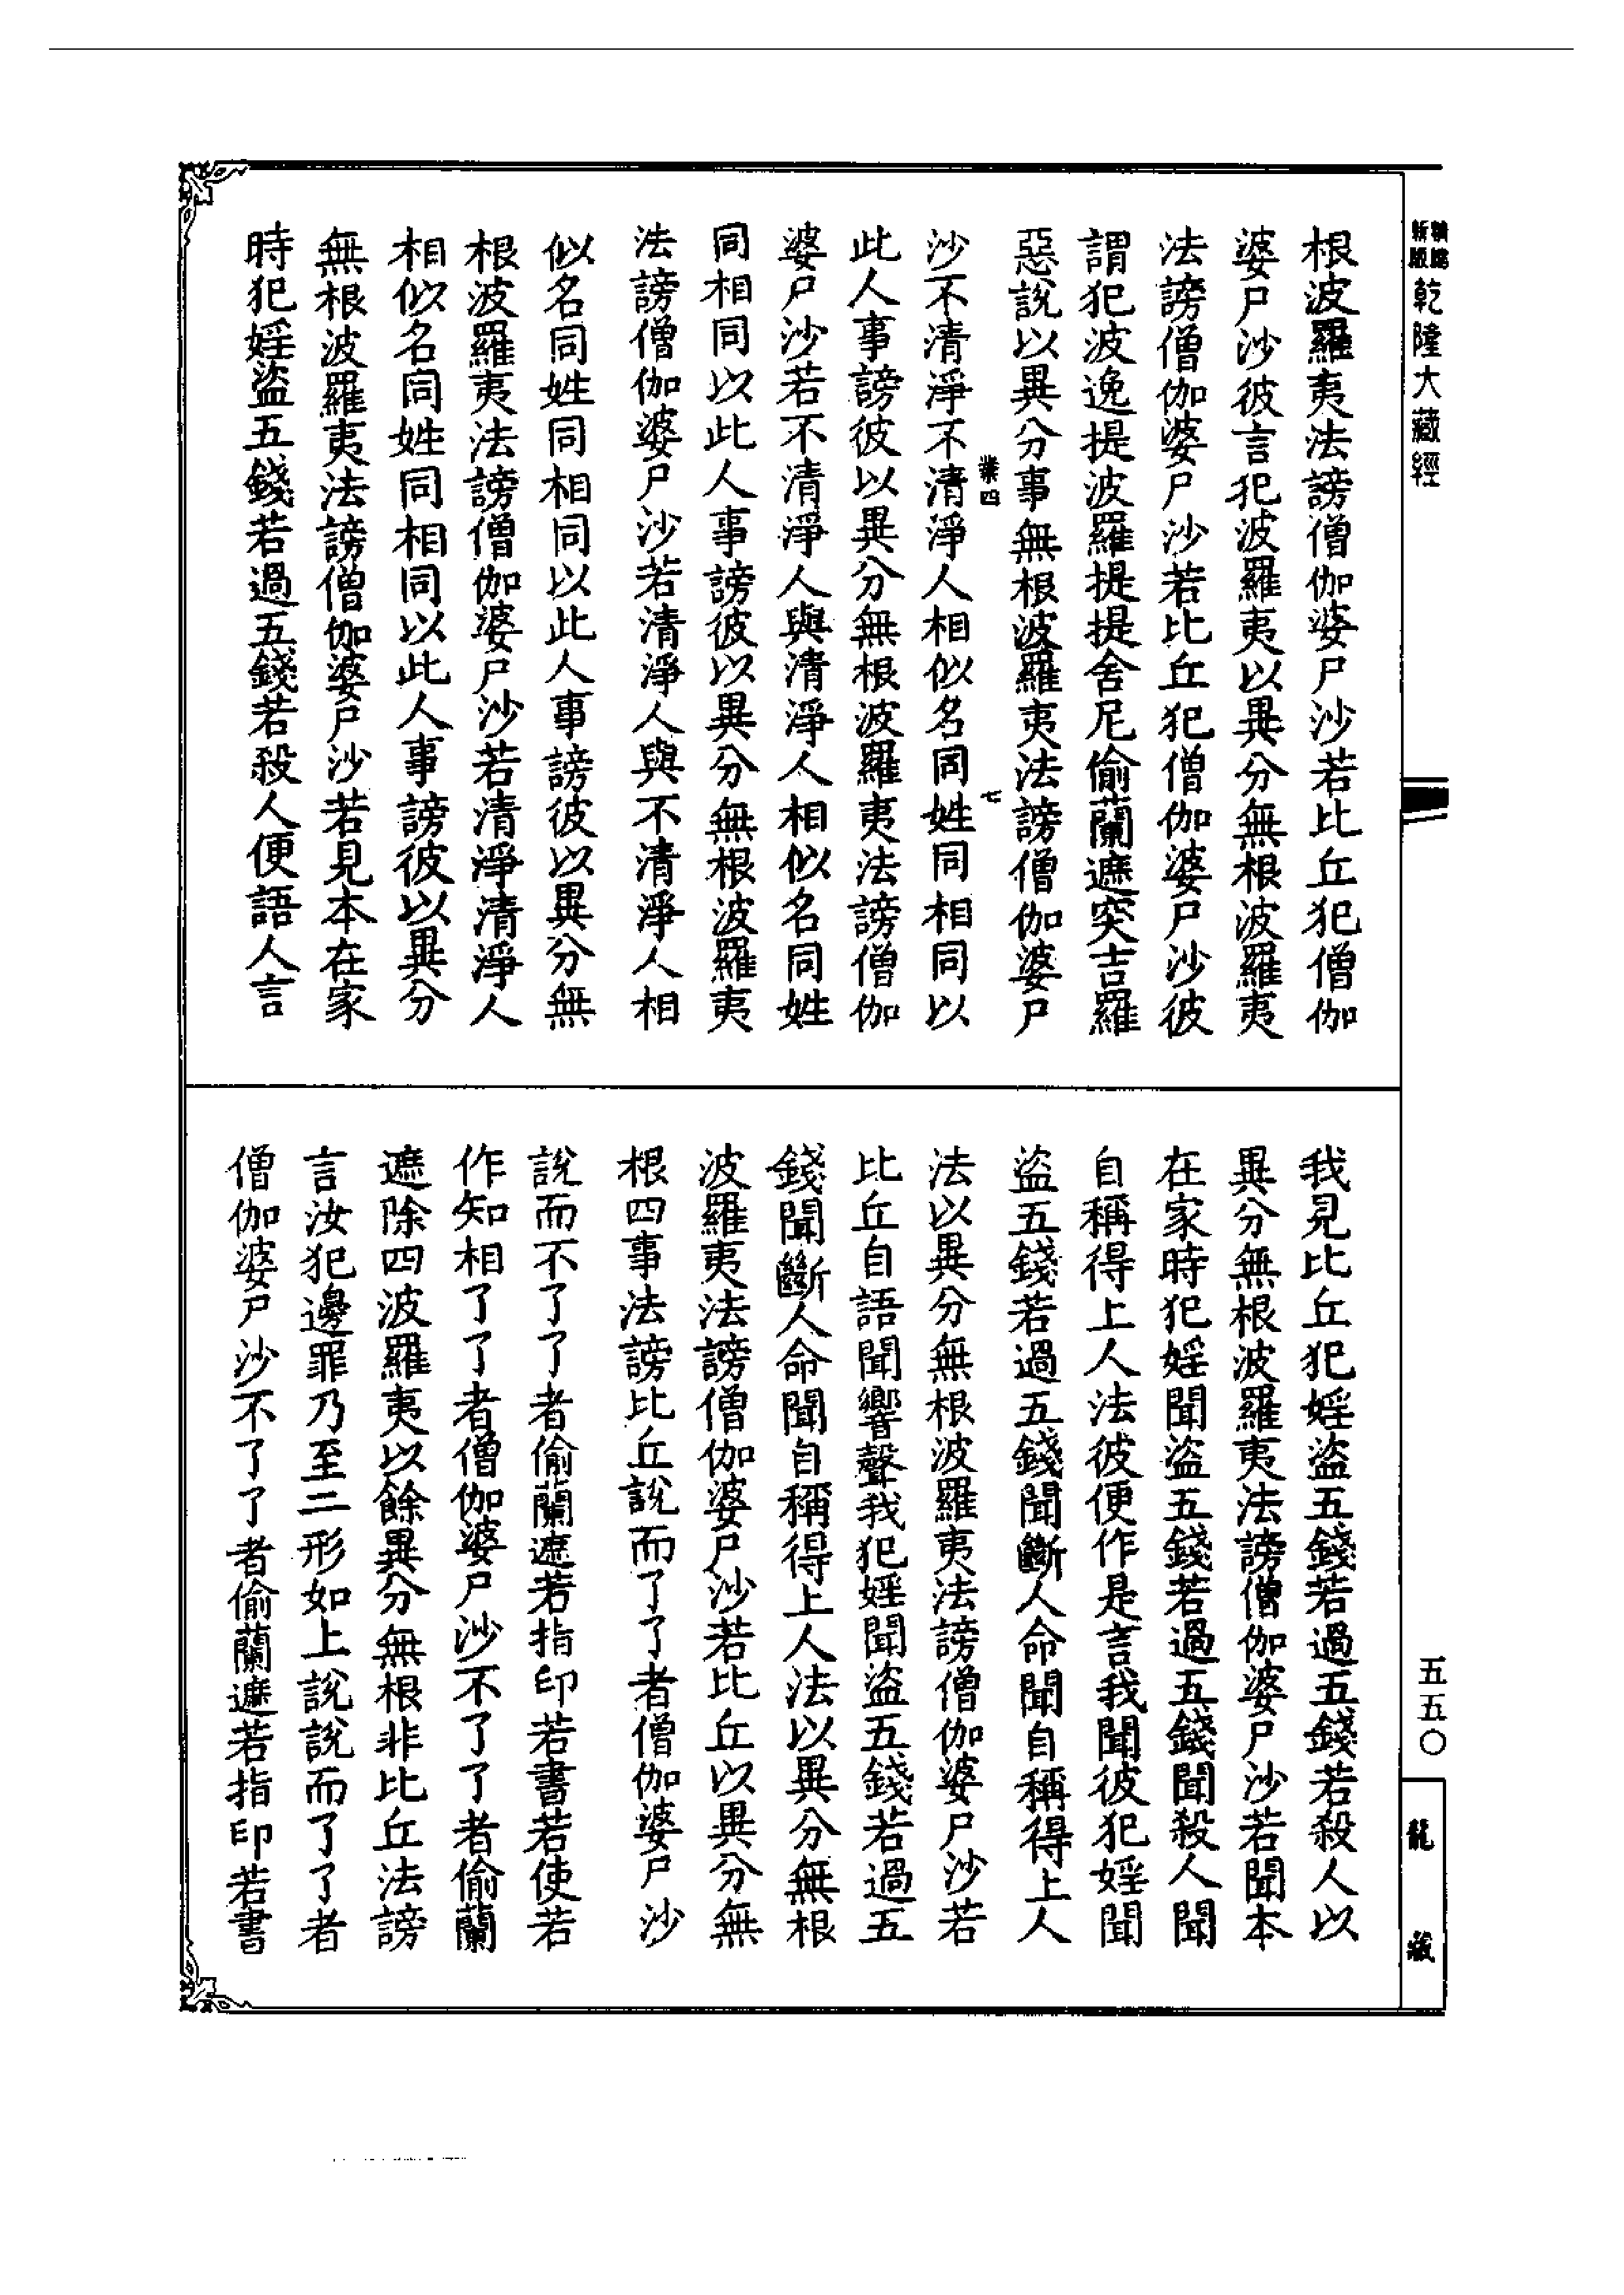 乾隆大藏經
五五〇
龍藏
根波羅夷法謗僧伽婆尸沙若比丘犯僧伽
婆尸沙彼言犯波羅夷以異分無根波羅夷
法謗僧伽婆尸沙若比丘犯僧伽婆尸沙彼
謂犯波逸提波羅提提舍尼偷蘭遮突吉羅
惡說以異分事無根波羅夷法謗僧伽婆尸
業四 七
沙不清淨不清淨人相似名同姓同相同以
此人事謗彼以異分無根波羅夷法謗僧伽
婆尸沙若不清淨人與清淨人相似名同姓
同相同以此人事謗彼以異分無根波羅夷
法謗僧伽婆尸沙若清淨人與不清淨人相
似名同姓同相同以此人事謗彼以異分無
根波羅夷法謗僧伽婆尸沙若清淨清淨人
相似名同姓同相同以此人事謗彼以異分
無根波羅夷法謗僧伽婆尸沙若見本在家
時犯婬盜五錢若過五錢若殺人便語人言
我見比丘犯婬盜五錢若過五錢若殺人以
異分無根波羅夷法謗僧伽婆尸沙若聞本
在家時犯婬聞盜五錢若過五錢聞殺人聞
自稱得上人法彼便作是言我聞彼犯婬聞
盜五錢若過五錢聞斷人命聞自稱得上人
法以異分無根波羅夷法謗僧伽婆尸沙若
比丘自語聞響聲我犯婬聞盜五錢若過五
錢聞斷人命聞自稱得上人法以異分無根
波羅夷法謗僧伽婆尸沙若比丘以異分無
根四事法謗比丘說而了了者僧伽婆尸沙
說而不了了者偷蘭遮若指印若書若使若
作知相了了者僧伽婆尸沙不了了者偷蘭
遮除四波羅夷以餘異分無根非比丘法謗
言汝犯邊罪乃至二形如上說說而了了者
僧伽婆尸沙不了了者偷蘭遮若指印若書